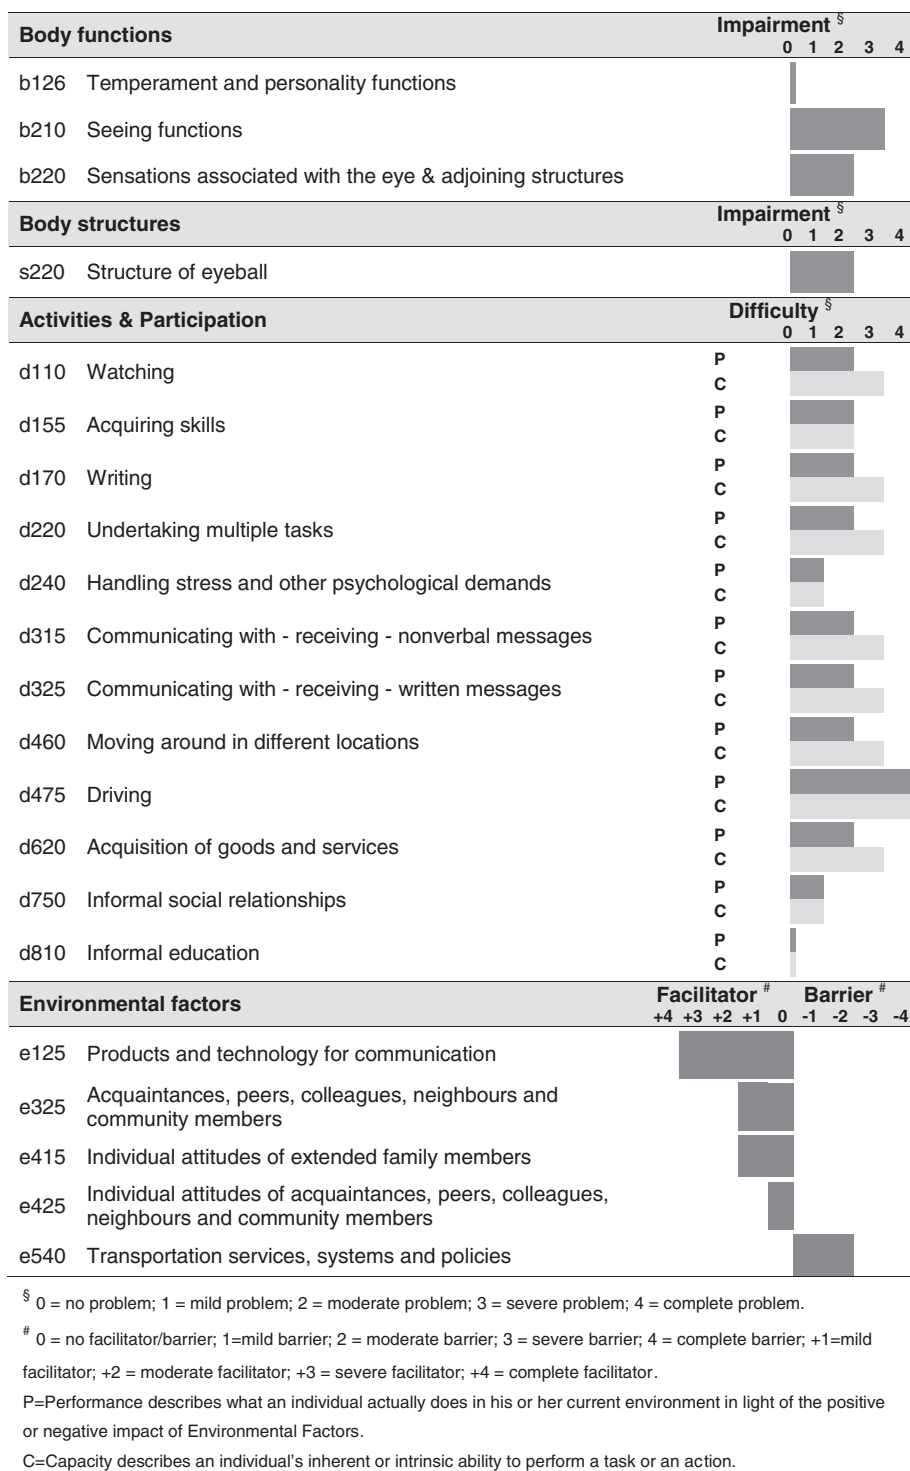 Body functions Impairment §
0 1 2 3 4
b126 Temperament and personality functions
b210 Seeing functions
b220 Sensations associated with the eye & adjoining structures
Body structures Impairment §
0 1 2 3 4
s220 Structure of eyeball
Activities & Participation Difficulty §
0 1 2 3 4
d110 Watching P
C
d155 Acquiring skills P
C
d170 Writing P
C
d220 Undertaking multiple tasks P
C
d240 Handling stress and other psychological demands P
C
d315 Communicating with - receiving - nonverbal messages P
C
d325 Communicating with - receiving - written messages P
C
d460 Moving around in different locations P
C
d475 Driving P
C
d620 Acquisition of goods and services P
C
d750 Informal social relationships P
C
d810 Informal education P
C
Environmental factors Facilitator # Barrier #
+4 +3 +2 +1 0 -1 -2 -3 -4
e125 Products and technology for communication
e325 Acquaintances, peers, colleagues, neighbours and
community members
e415 Individual attitudes of extended family members
e425 Individual attitudes of acquaintances, peers, colleagues,
neighbours and community members
e540 Transportation services, systems and policies
§ 0 = no problem; 1 = mild problem; 2 = moderate problem; 3 = severe problem; 4 = complete problem.
# 0 = no facilitator/barrier; 1=mild barrier; 2 = moderate barrier; 3 = severe barrier; 4 = complete barrier; +1=mild
facilitator; +2 = moderate facilitator; +3 = severe facilitator; +4 = complete facilitator.
P=Performance describes what an individual actually does in his or her current environment in light of the positive
or negative impact of Environmental Factors.
C=Capacity describes an individual's inherent or intrinsic ability to perform a task or an action.